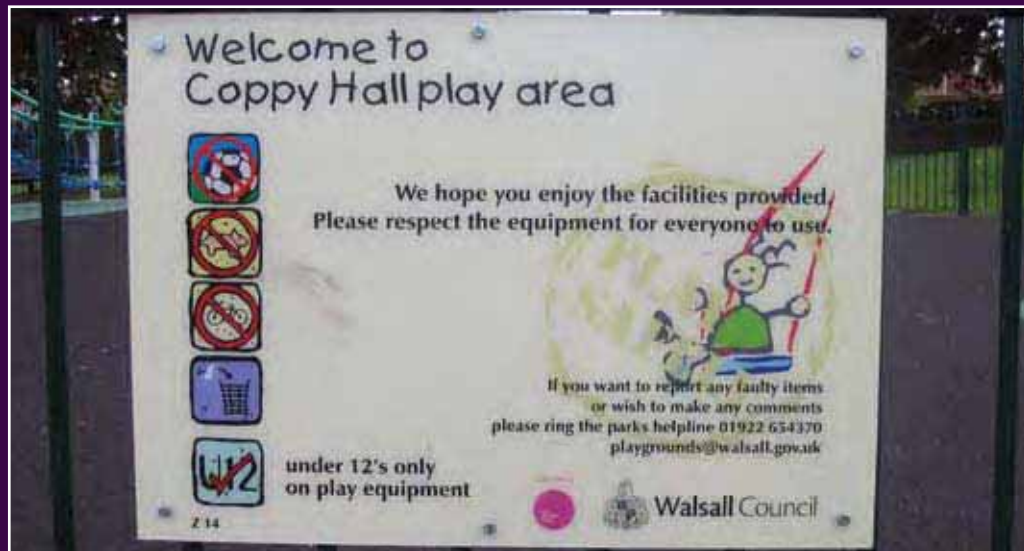 Welcome to
Coppy Hall play area
We hope you enjoy the facilities provided.
Please respect the equipment for everyone to use.
If you want to report any faulty items
or wish to make any comments
please ring the parks helpline 01922 654370
playgrounds@walsall.gov.uk
U12
under 12's only
on play equipment
Walsall Council
Z 14